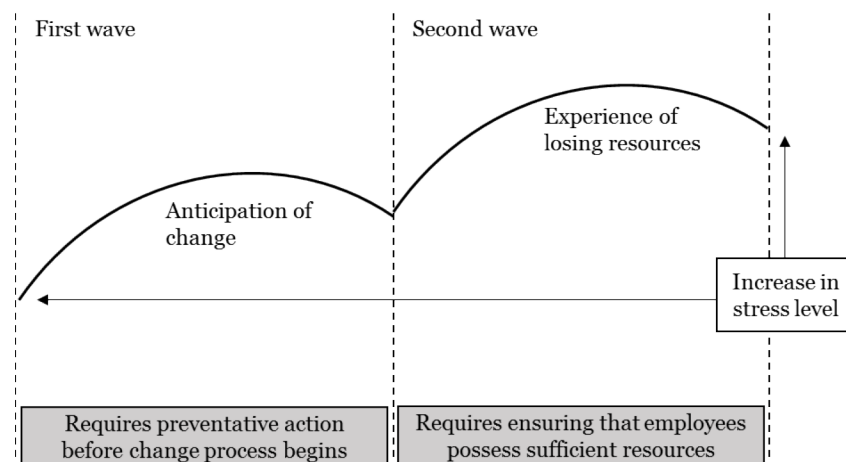 First wave
Second wave
Experience of
losing resources
Anticipation of
change
Increase in
stress level
Requires preventative action
before change process begins
Requires ensuring that employees
possess sufficient resources